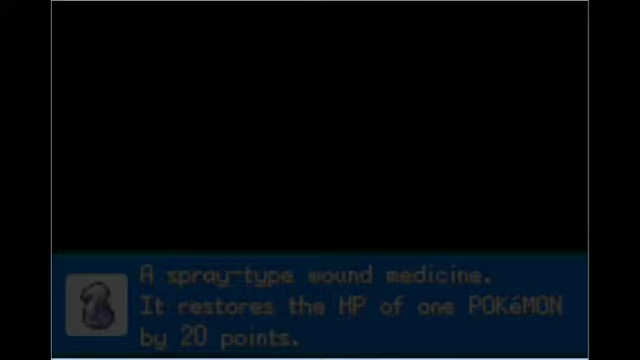 A spray-type wound medicine.
It restores the HP of one POKéMON
by 20 points.